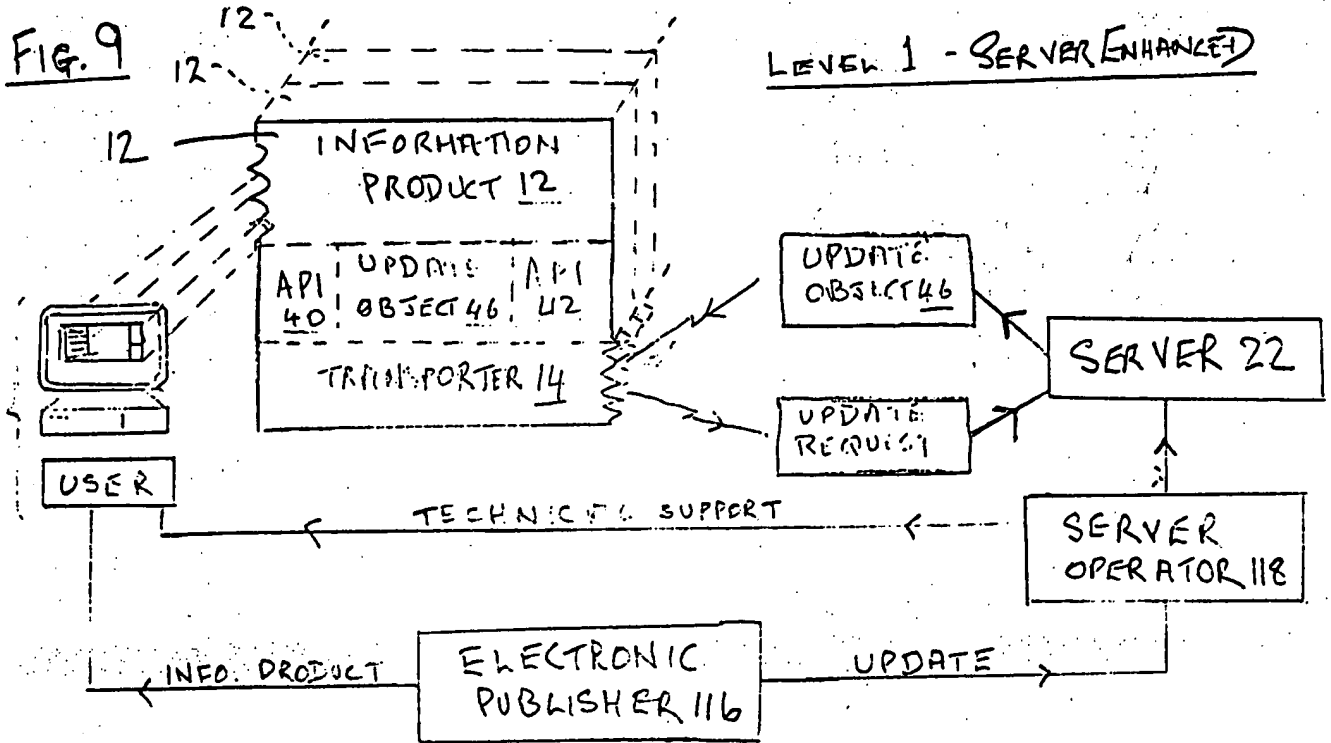 FIG. 9
LEVEL 1 - SERVER ENHANCED
12
12
12
INFORMATION
PRODUCT 12
API
40
UPDATE
OBJECT 46
API
42
TRANSPORTER 14
UPDATE
OBJECT 46
UPDATE
REQUEST
SERVER 22
USER
TECHNICAL SUPPORT
SERVER
OPERATOR 118
INFO. PRODUCT
ELECTRONIC
PUBLISHER 116
UPDATE